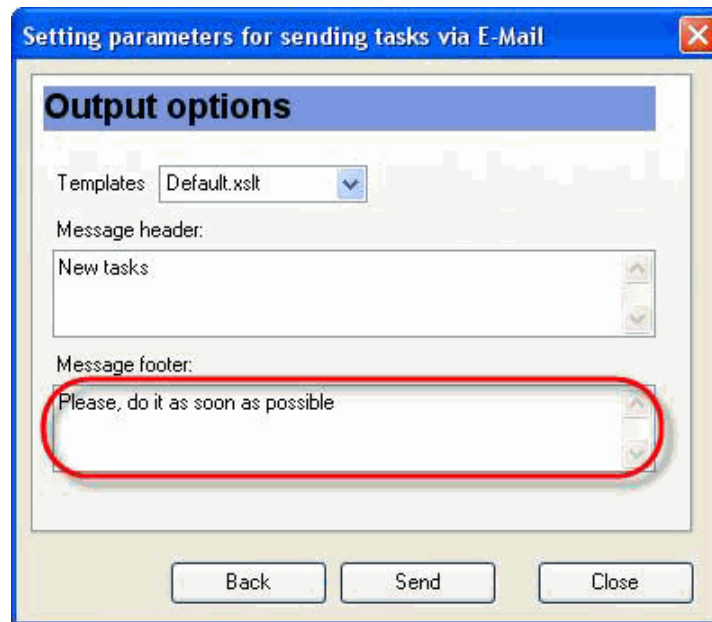 Setting parameters for sending tasks via E-Mail
Output options
Templates Default.xslt
Message header:
New tasks
Message footer:
Please, do it as soon as possible
Back Send Close